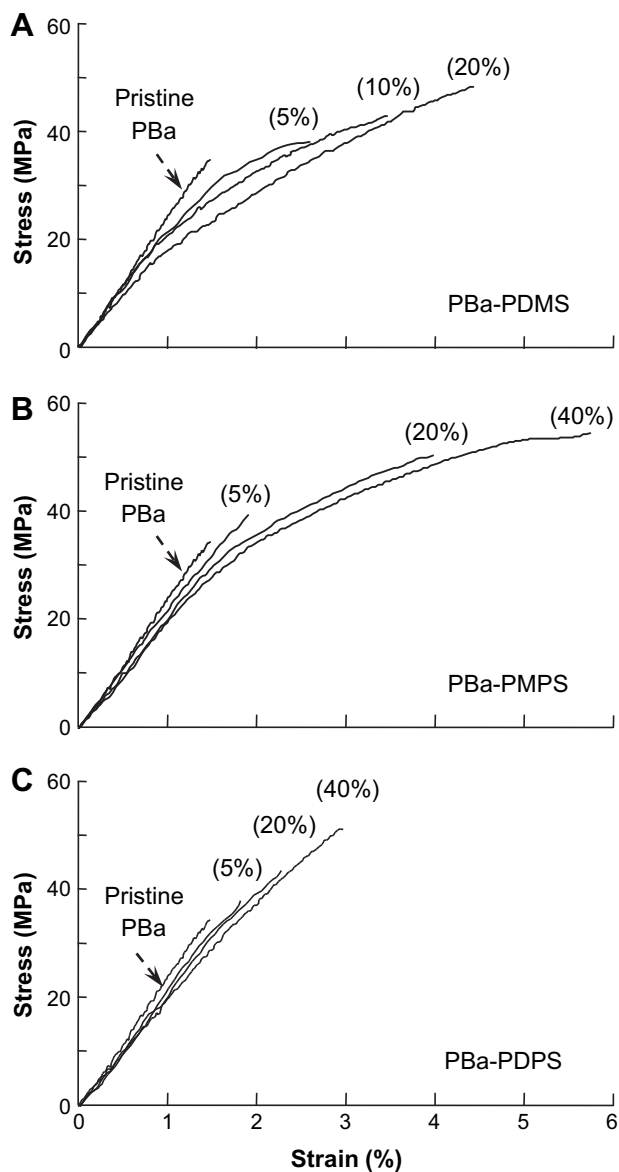 A
60
40
20
0
Stress (MPa)
Pristine
PBa
(5%)
(10%)
(20%)
PBa-PDMS
B
60
40
20
0
Stress (MPa)
Pristine
PBa
(5%)
(20%)
(40%)
PBa-PMPS
C
60
40
20
0
Stress (MPa)
Pristine
PBa
(5%)
(20%)
(40%)
PBa-PDPS
0 1 2 3 4 5 6
Strain (%)